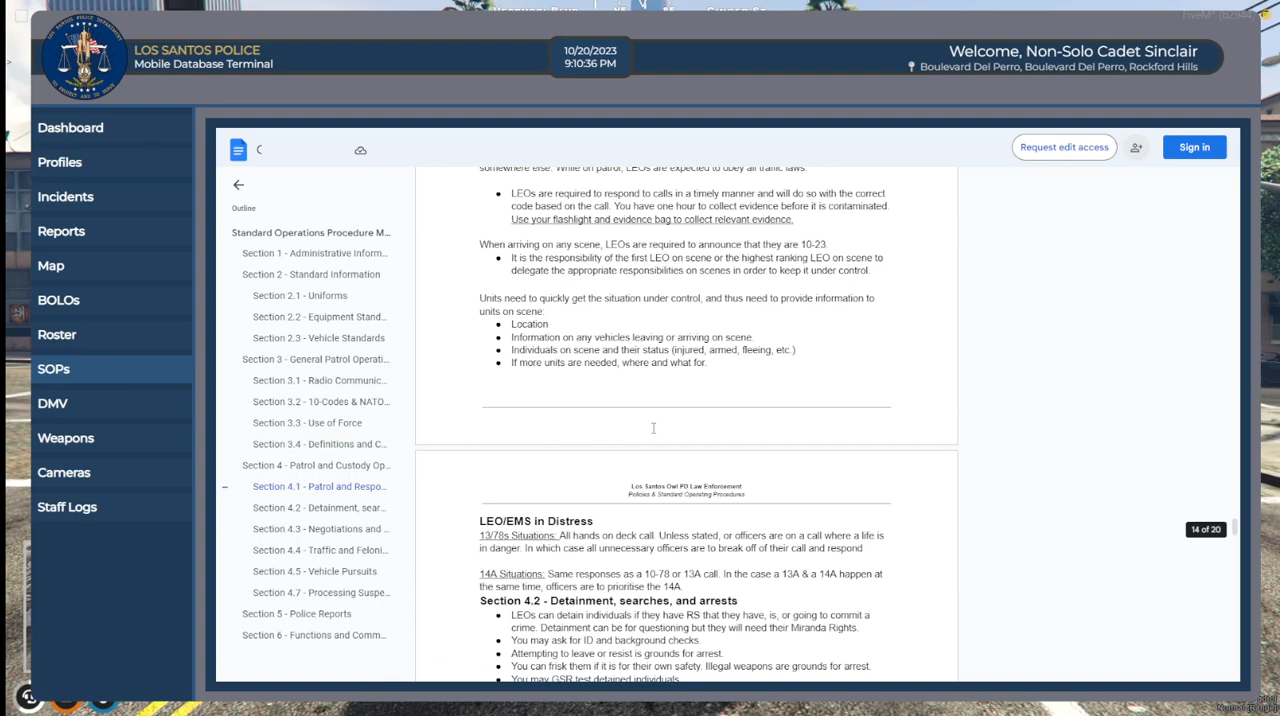 FiveM® (b2944)
LOS SANTOS POLICE
Mobile Database Terminal
10/20/2023
9:10:36 PM
Welcome, Non-Solo Cadet Sinclair
Boulevard Del Perro, Boulevard Del Perro, Rockford Hills
Dashboard
Profiles
Incidents
Reports
Map
BOLOs
Roster
SOPs
DMV
Weapons
Cameras
Staff Logs
Request edit access
Sign in
Outline
Standard Operations Procedure M...
Section 1 - Administrative Inform...
Section 2 - Standard Information
Section 2.1 - Uniforms
Section 2.2 - Equipment Stand...
Section 2.3 - Vehicle Standards
Section 3 - General Patrol Operati...
Section 3.1 - Radio Communic...
Section 3.2 - 10-Codes & NATO...
Section 3.3 - Use of Force
Section 3.4 - Definitions and C...
Section 4 - Patrol and Custody Op...
Section 4.1 - Patrol and Respo...
Section 4.2 - Detainment, sear...
Section 4.3 - Negotiations and ...
Section 4.4 - Traffic and Feloni...
Section 4.5 - Vehicle Pursuits
Section 4.7 - Processing Suspe...
Section 5 - Police Reports
Section 6 - Functions and Comm...
somewhere else. While on patrol, LEOs are expected to obey all traffic laws.
● LEOs are required to respond to calls in a timely manner and will do so with the correct
code based on the call. You have one hour to collect evidence before it is contaminated.
Use your flashlight and evidence bag to collect relevant evidence.
When arriving on any scene, LEOs are required to announce that they are 10-23.
● It is the responsibility of the first LEO on scene or the highest ranking LEO on scene to
delegate the appropriate responsibilities on scenes in order to keep it under control.
Units need to quickly get the situation under control, and thus need to provide information to
units on scene:
● Location
● Information on any vehicles leaving or arriving on scene.
● Individuals on scene and their status (injured, armed, fleeing, etc.)
● If more units are needed, where and what for.
Los Santos Owl PD Law Enforcement
Policies & Standard Operating Procedures
14 of 20
LEO/EMS in Distress
13/78s Situations: All hands on deck call. Unless stated, or officers are on a call where a life is
in danger. In which case all unnecessary officers are to break off of their call and respond
14A Situations: Same responses as a 10-78 or 13A call. In the case a 13A & a 14A happen at
the same time, officers are to prioritise the 14A.
Section 4.2 - Detainment, searches, and arrests
● LEOs can detain individuals if they have RS that they have, is, or going to commit a
crime. Detainment can be for questioning but they will need their Miranda Rights.
● You may ask for ID and background checks.
● Attempting to leave or resist is grounds for arrest.
● You can frisk them if it is for their own safety. Illegal weapons are grounds for arrest.
● You may GSR test detained individuals.